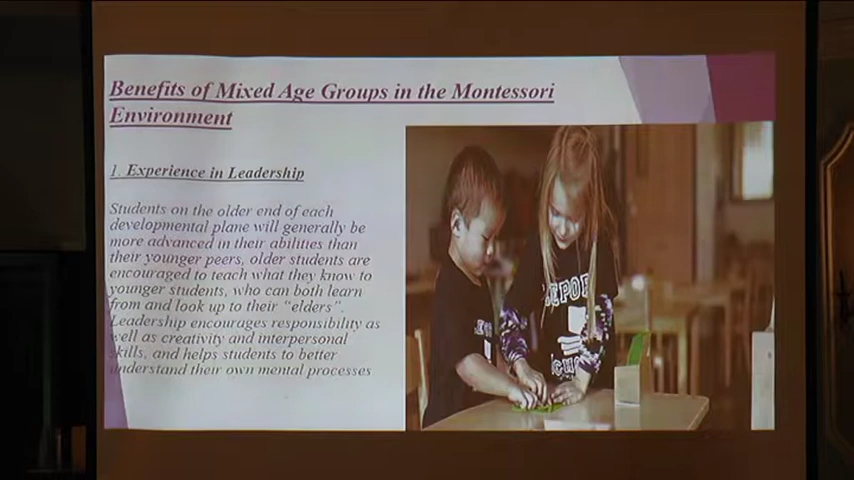 Benefits of Mixed Age Groups in the Montessori
Environment
1. Experience in Leadership
Students on the older end of each
developmental plane will generally be
more advanced in their abilities than
their younger peers, older students are
encouraged to teach what they know to
younger students, who can both learn
from and look up to their “elders”.
Leadership encourages responsibility as
well as creativity and interpersonal
skills, and helps students to better
understand their own mental processes